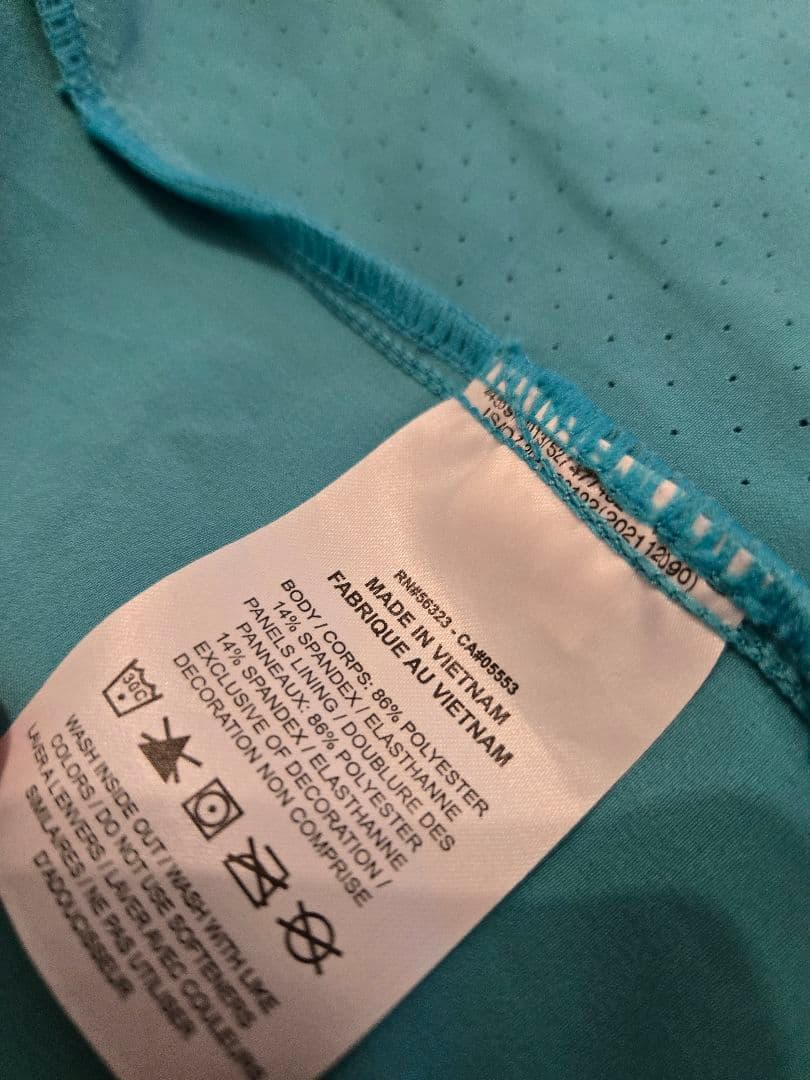 (202112090)
RN#56323 - CA#05553
MADE IN VIETNAM
FABRIQUE AU VIETNAM
BODY / CORPS: 86% POLYESTER
14% SPANDEX / ELASTHANNE
PANELS LINING / DOUBLURE DES
PANNEAUX: 86% POLYESTER
14% SPANDEX / ELASTHANNE
EXCLUSIVE OF DECORATION /
DECORATION NON COMPRISE
30C
WASH INSIDE OUT / WASH WITH LIKE
COLORS / DO NOT USE SOFTENERS
LAVER A L'ENVERS / LAVER AVEC COULEURS
SIMILAIRES / NE PAS UTILISER
D'ADOUCISSEUR